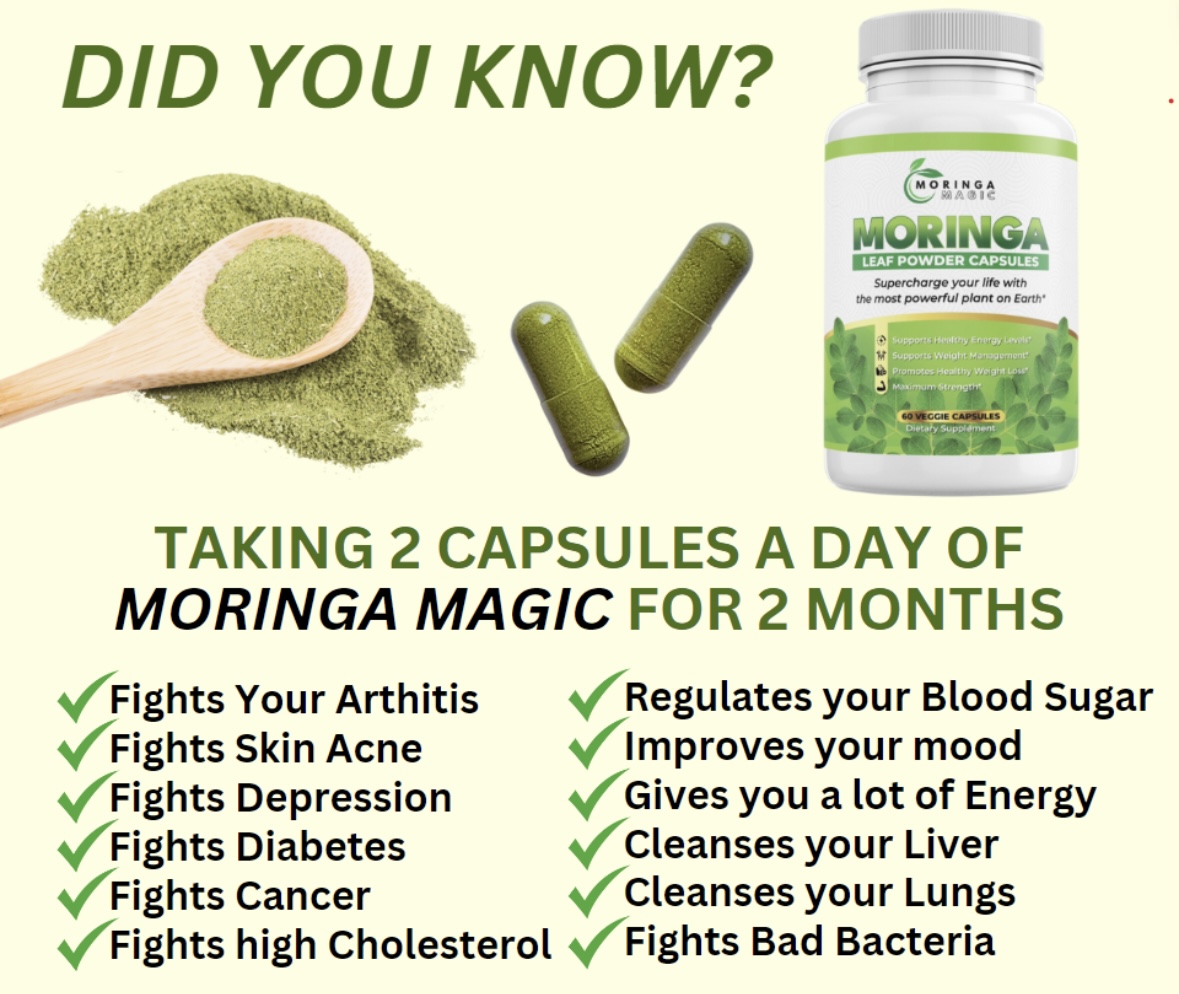 DID YOU KNOW?
MORINGA
MAGIC
MORINGA
LEAF POWDER CAPSULES
Supercharge your life with
the most powerful plant on Earth*
Supports Healthy Energy Levels*
Supports Weight Management*
Promotes Healthy Weight Loss*
Maximum Strength*
60 VEGGIE CAPSULES
Dietary Supplement
TAKING 2 CAPSULES A DAY OF
MORINGA MAGIC FOR 2 MONTHS
Fights Your Arthitis
Fights Skin Acne
Fights Depression
Fights Diabetes
Fights Cancer
Fights high Cholesterol
Regulates your Blood Sugar
Improves your mood
Gives you a lot of Energy
Cleanses your Liver
Cleanses your Lungs
Fights Bad Bacteria